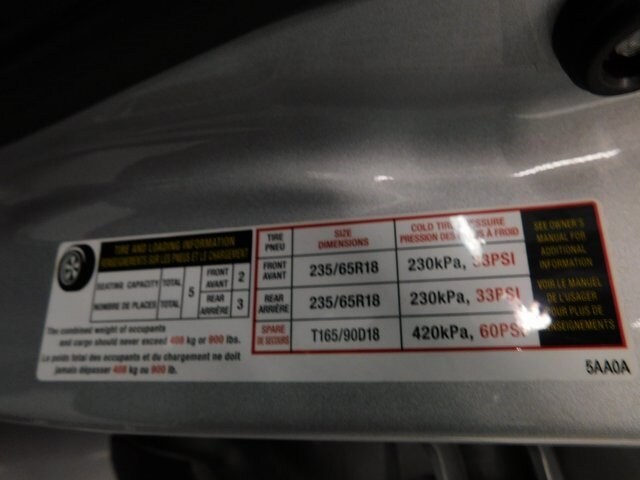 TIRE AND LOADING INFORMATION
RENSEIGNEMENTS SUR LES PNEUS ET LE CHARGEMENT
SEATING CAPACITY TOTAL 5 FRONT AVANT 2
NOMBRE DE PLACES TOTAL REAR ARRIÈRE 3
The combined weight of occupants
and cargo should never exceed 408 kg or 900 lbs.
Le poids total des occupants et du chargement ne doit
jamais dépasser 408 kg ou 900 lb.
TIRE PNEU SIZE DIMENSIONS COLD TIRE PRESSURE PRESSION DES PNEUS À FROID
FRONT AVANT 235/65R18 230kPa, 33PSI
REAR ARRIÈRE 235/65R18 230kPa, 33PSI
SPARE DE SECOURS T165/90D18 420kPa, 60PSI
SEE OWNER'S
MANUAL FOR
ADDITIONAL
INFORMATION
VOIR LE MANUEL
DE L'USAGER
POUR PLUS DE
RENSEIGNEMENTS
5AA0A